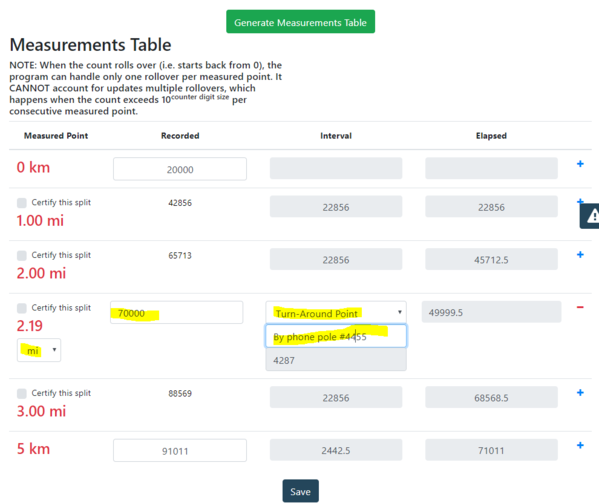 Generate Measurements Table
Measurements Table
NOTE: When the count rolls over (i.e. starts back from 0), the
program can handle only one rollover per measured point. It
CANNOT account for updates multiple rollovers, which
happens when the count exceeds 10^counter digit size per
consecutive measured point.
Measured Point Recorded Interval Elapsed
0 km 20000 +
Certify this split 42856 22856 22856 +
1.00 mi
Certify this split 65713 22856 45712.5 +
2.00 mi
Certify this split 70000 Turn-Around Point 49999.5 −
2.19 By phone pole #4455
mi 4287
Certify this split 88569 22856 68568.5 +
3.00 mi
5 km 91011 2442.5 71011 +
Save